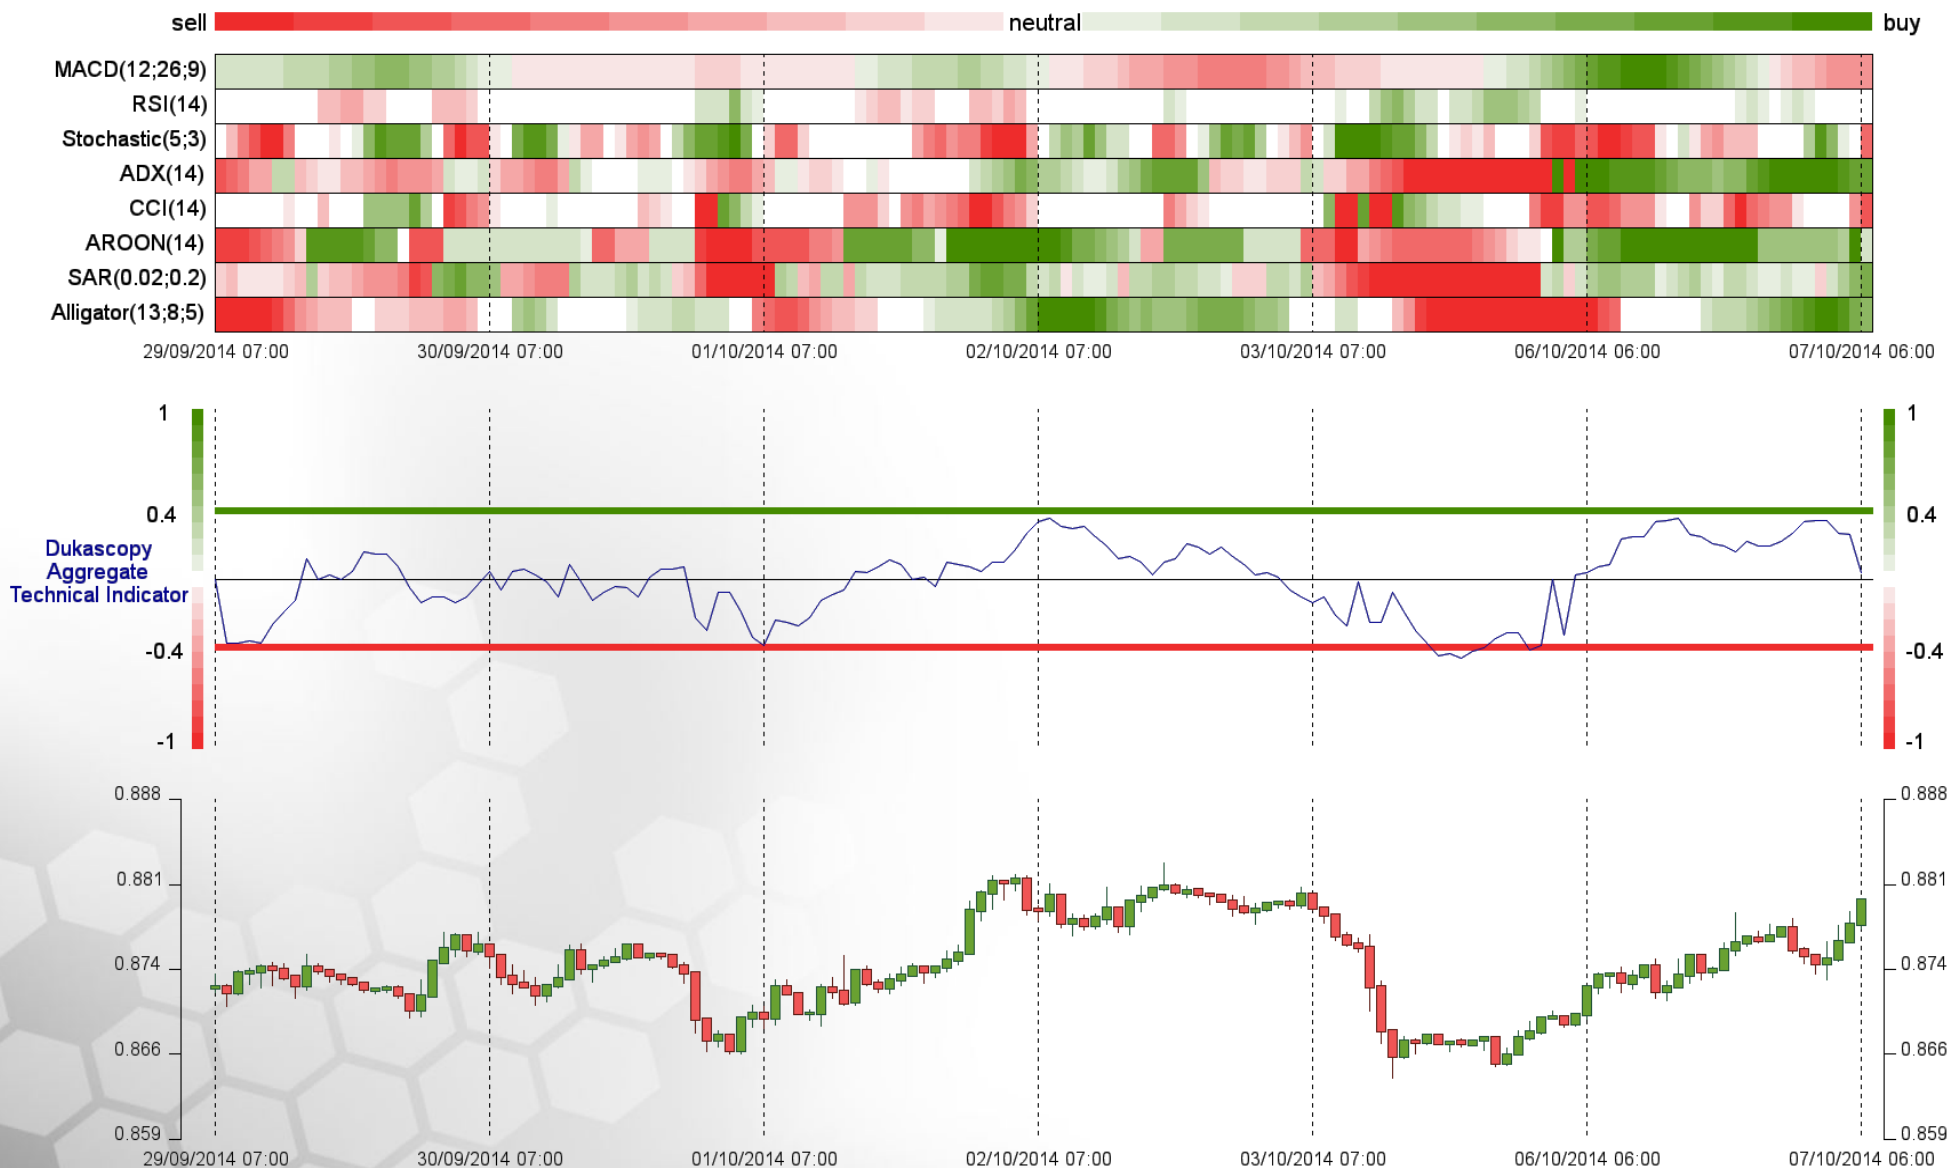 sell neutral buy
MACD(12;26;9)
RSI(14)
Stochastic(5;3)
ADX(14)
CCI(14)
AROON(14)
SAR(0.02;0.2)
Alligator(13;8;5)
29/09/2014 07:00 30/09/2014 07:00 01/10/2014 07:00 02/10/2014 07:00 03/10/2014 07:00 06/10/2014 06:00 07/10/2014 06:00
1 1
0.4 0.4
Dukascopy
Aggregate
Technical Indicator
-0.4 -0.4
-1 -1
0.888 0.888
0.881 0.881
0.874 0.874
0.866 0.866
0.859 0.859
29/09/2014 07:00 30/09/2014 07:00 01/10/2014 07:00 02/10/2014 07:00 03/10/2014 07:00 06/10/2014 06:00 07/10/2014 06:00